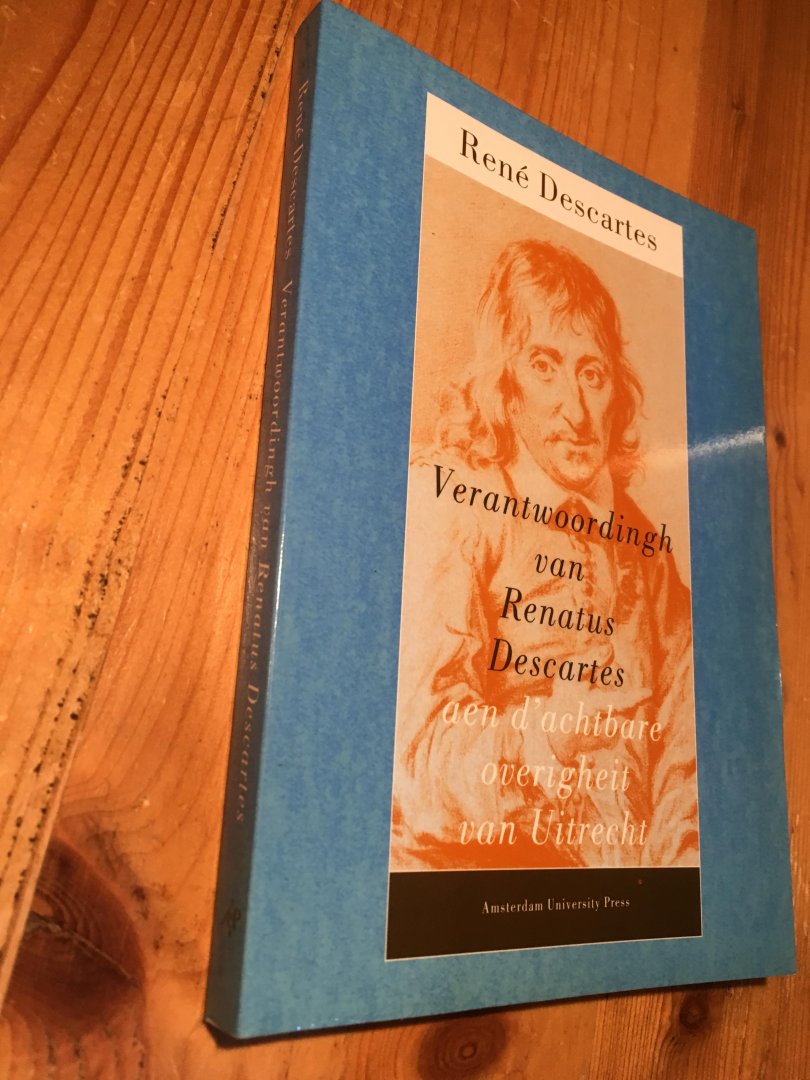 René Descartes Verantwoordingh van Renatus Descartes
AUP
René Descartes
Verantwoordingh
van
Renatus
Descartes
aen d'achtbare
overigheit
van Uitrecht
Amsterdam University Press